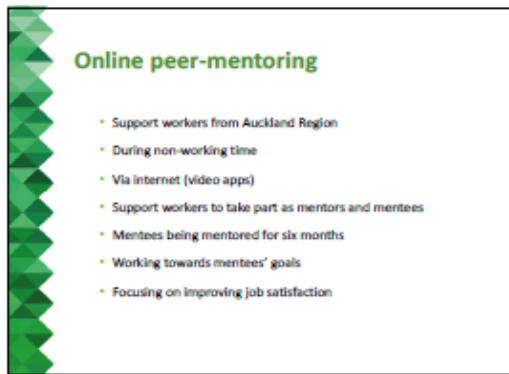 Online peer-mentoring
• Support workers from Auckland Region
• During non-working time
• Via internet (video apps)
• Support workers to take part as mentors and mentees
• Mentees being mentored for six months
• Working towards mentees' goals
• Focusing on improving job satisfaction